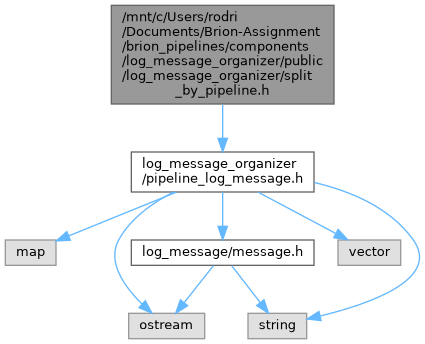 /mnt/c/Users/rodri
/Documents/Brion-Assignment
/brion_pipelines/components
/log_message_organizer/public
/log_message_organizer/split
_by_pipeline.h
log_message_organizer
/pipeline_log_message.h
map
log_message/message.h
vector
ostream
string